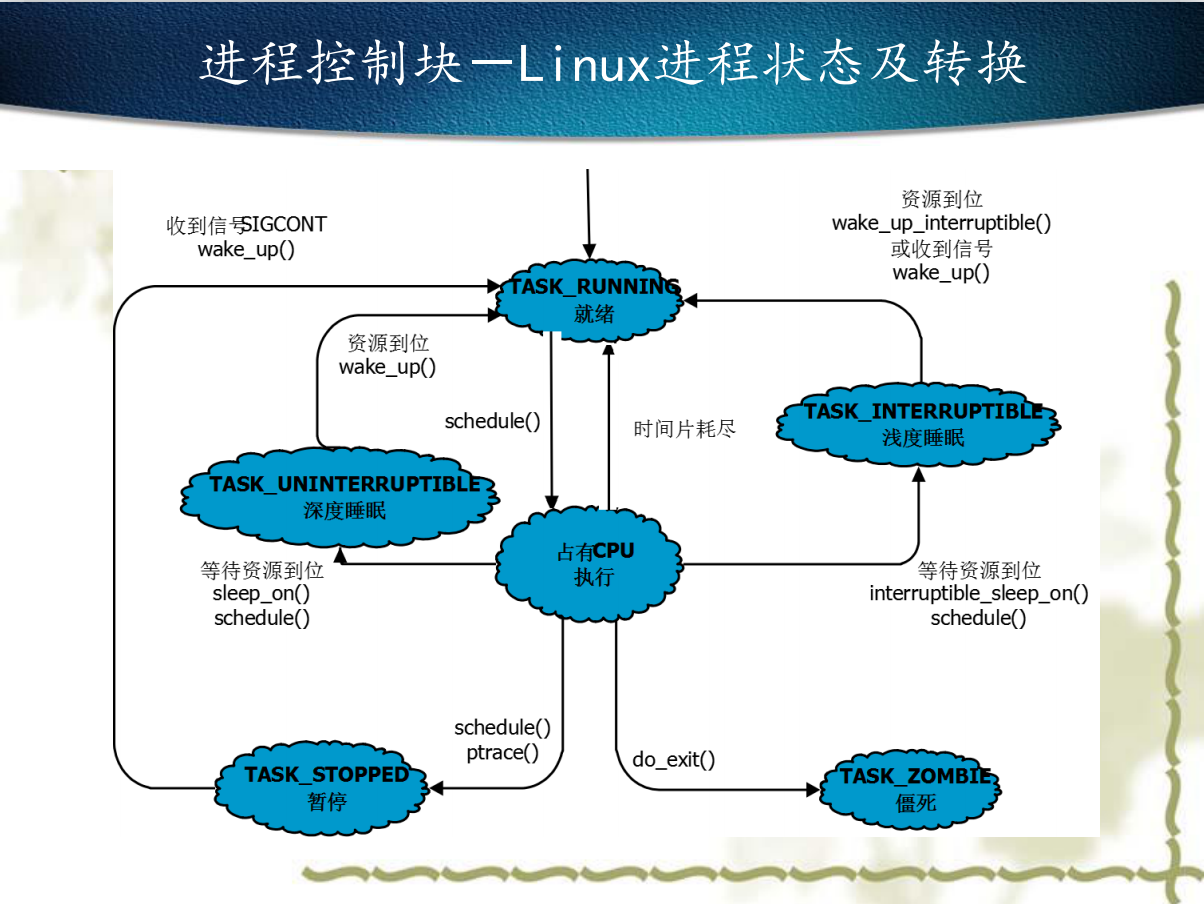 进程控制块－Linux进程状态及转换
收到信号SIGCONT
wake_up()
资源到位
wake_up_interruptible()
或收到信号
wake_up()
TASK_RUNNING
就绪
资源到位
wake_up()
schedule()
时间片耗尽
TASK_INTERRUPTIBLE
浅度睡眠
TASK_UNINTERRUPTIBLE
深度睡眠
占有CPU
执行
等待资源到位
sleep_on()
schedule()
等待资源到位
interruptible_sleep_on()
schedule()
schedule()
ptrace()
do_exit()
TASK_STOPPED
暂停
TASK_ZOMBIE
僵死